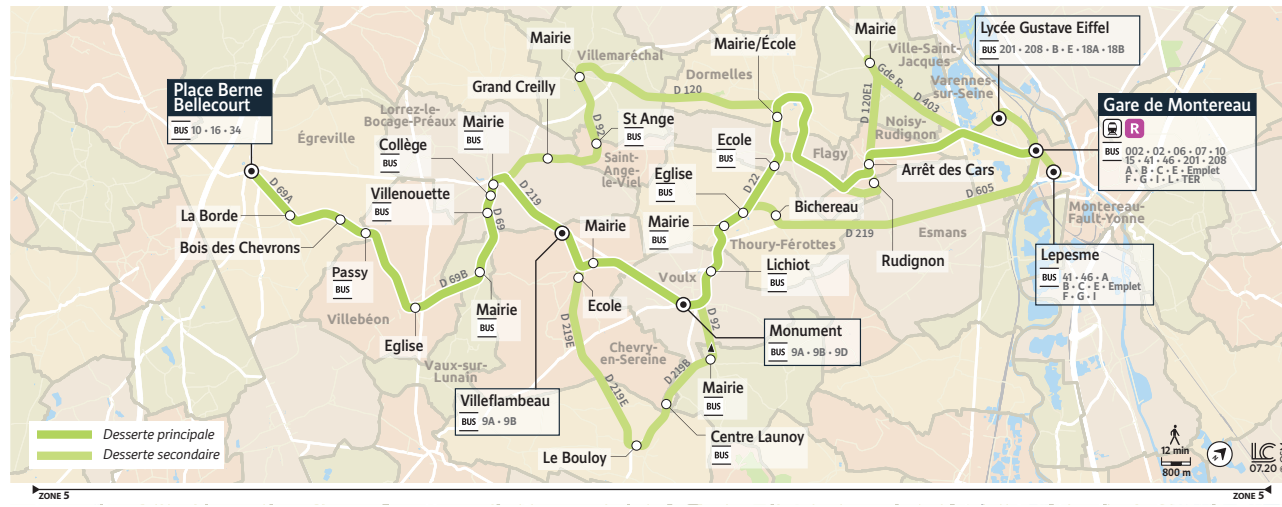 Place Berne
Bellecourt
BUS 10 • 16 • 34
Égreville
D 69A
La Borde
Bois des Chevrons
Passy
BUS
Villebéon
Eglise
Vaux-sur-
Lunain
D 69B
Mairie
BUS
D 69
Villenouette
BUS
Collège
BUS
Lorrez-le-
Bocage-Préaux
Mairie
BUS
Grand Creilly
Mairie
Villemaréchal
D 92
St Ange
BUS
Saint-
Ange-
le-Viel
D 120
Dormelles
Mairie/École
D 219
Villeflambeau
BUS 9A • 9B
Mairie
Ecole
D 219E
D 219E
Le Bouloy
Chevry-
en-Sereine
D 219B
Centre Launoy
BUS
Mairie
BUS
D 92
Monument
BUS 9A • 9B • 9D
Voulx
Lichiot
BUS
Mairie
BUS
Thoury-Férottes
Eglise
BUS
Ecole
BUS
D 22
Bichereau
D 219
Esmans
D 605
Flagy
Rudignon
Arrêt des Cars
D 120E1
Mairie
Ville-Saint-
Jacques
Gde R.
D 403
Noisy-
Rudignon
Varennes-
sur-Seine
Lycée Gustave Eiffel
BUS 201 • 208 • B • E • 18A • 18B
Gare de Montereau
R
BUS 002 • 02 • 06 • 07 • 10
15 • 41 • 46 • 201 • 208
A • B • C • E • Emplet
F • G • I • L • TER
Montereau-
Fault-Yonne
Lepesme
BUS 41 • 46 • A
B • C • E • Emplet
F • G • I
Desserte principale
Desserte secondaire
12 min
800 m
LC
07.20
ZONE 5
ZONE 5